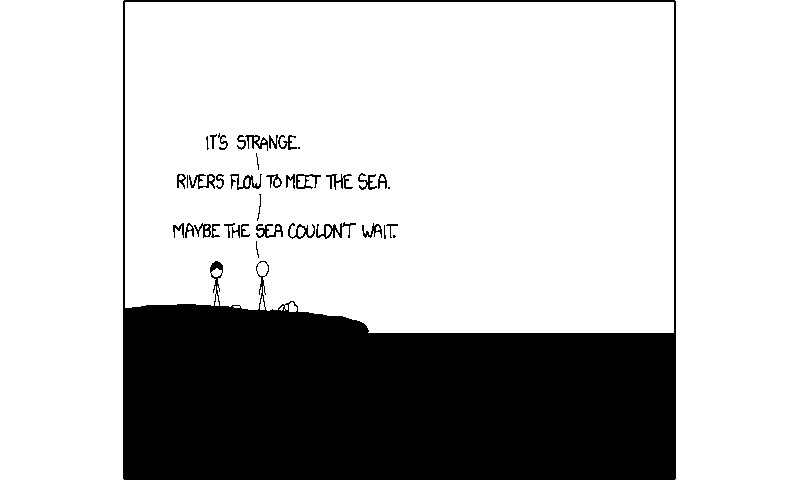 IT'S STRANGE.
RIVERS FLOW TO MEET THE SEA.
MAYBE THE SEA COULDN'T WAIT.